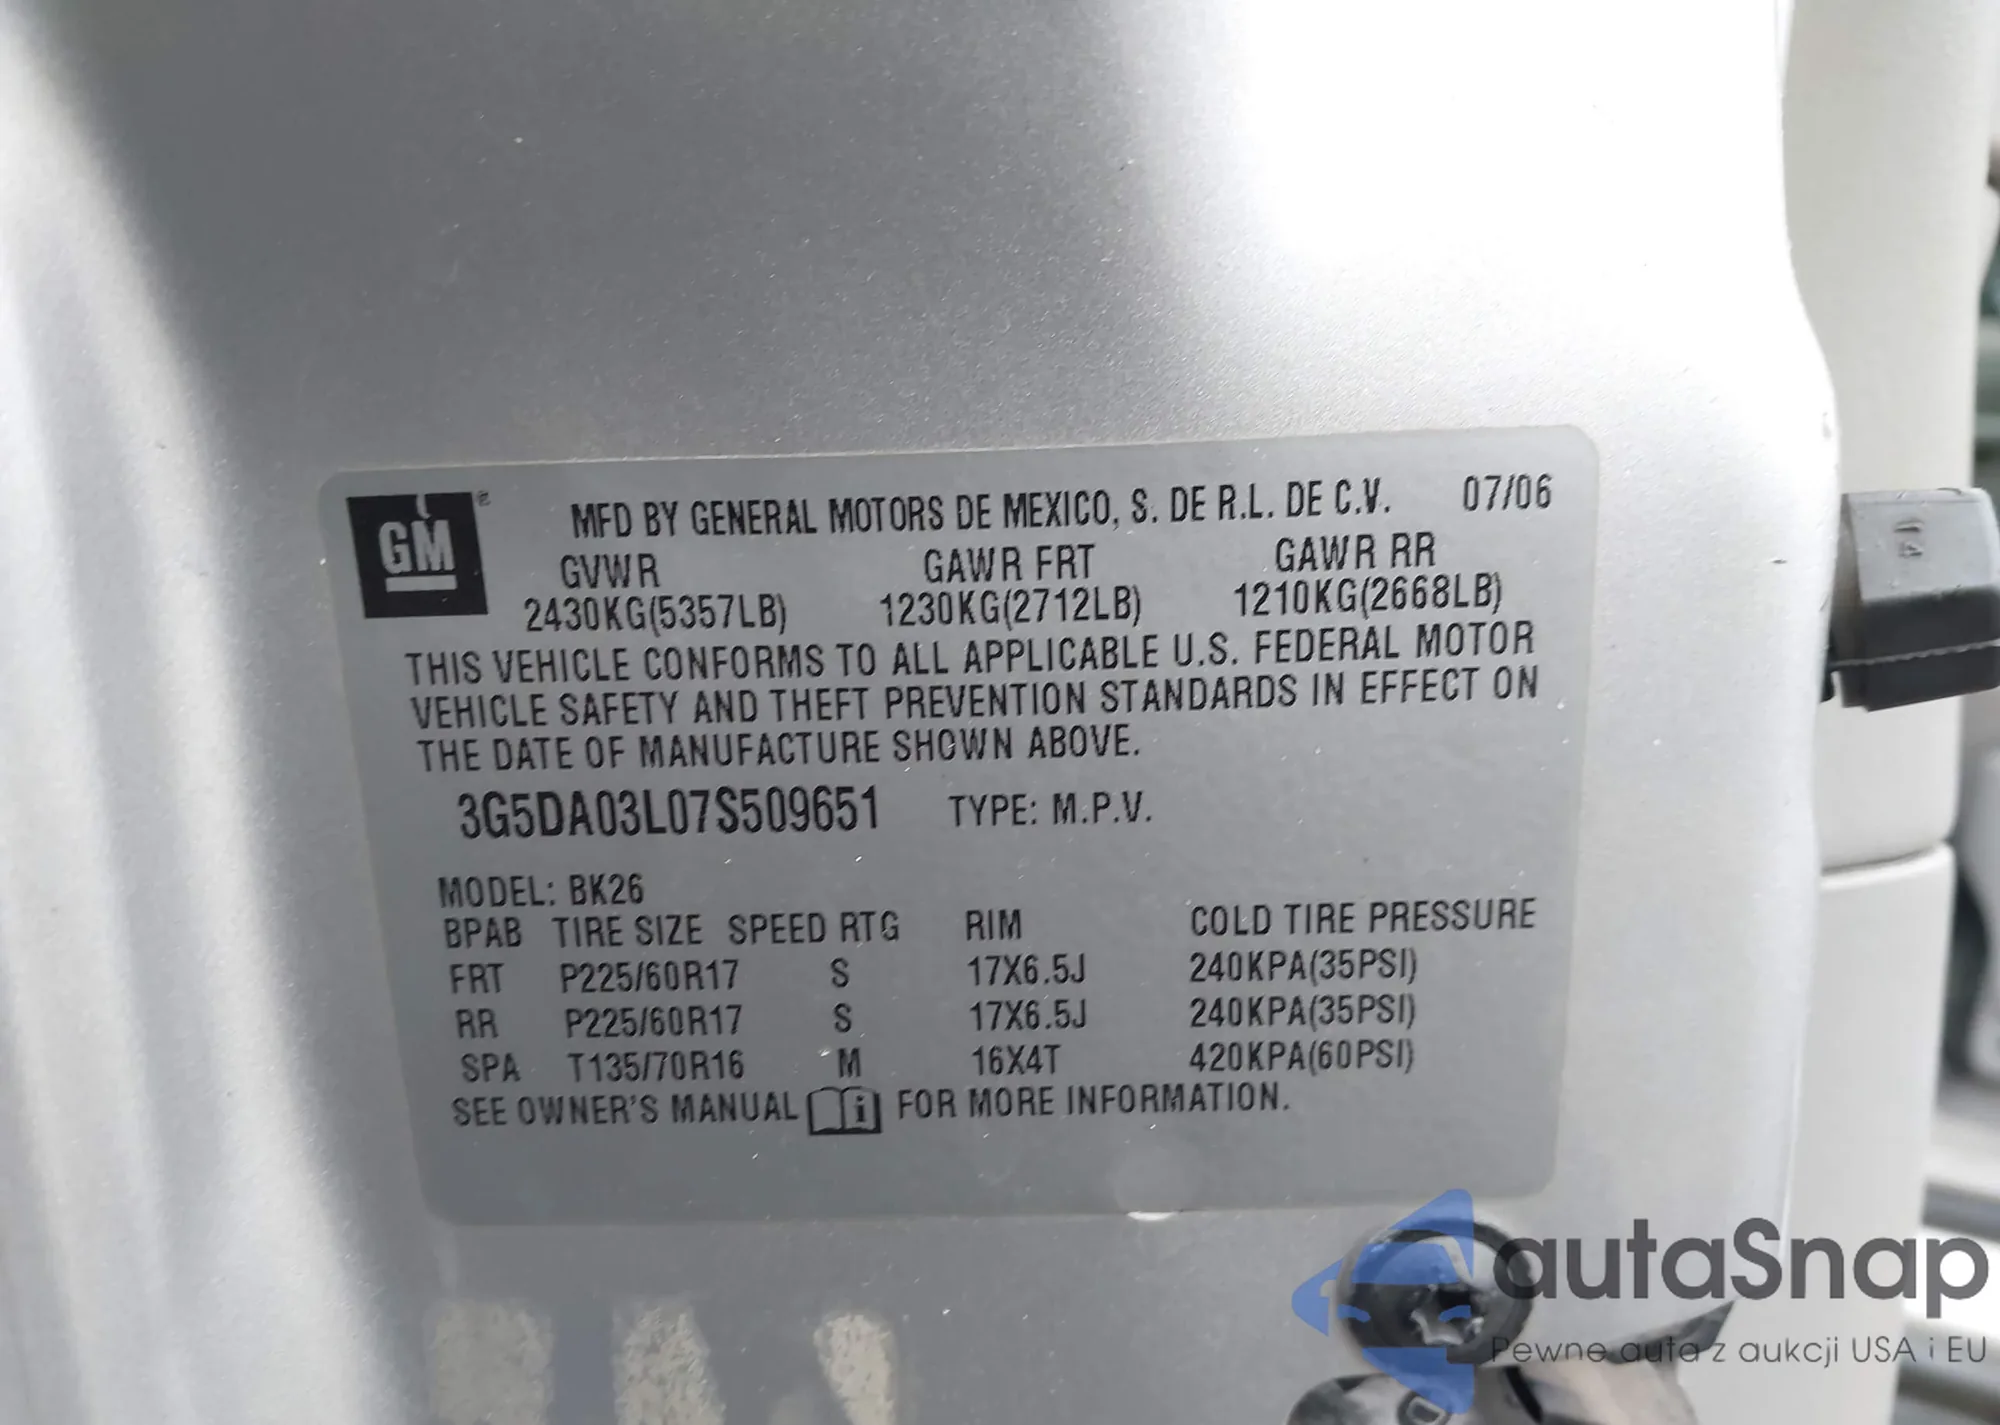 GM ®
MFD BY GENERAL MOTORS DE MEXICO, S. DE R.L. DE C.V. 07/06
GVWR GAWR FRT GAWR RR
2430KG(5357LB) 1230KG(2712LB) 1210KG(2668LB)
THIS VEHICLE CONFORMS TO ALL APPLICABLE U.S. FEDERAL MOTOR
VEHICLE SAFETY AND THEFT PREVENTION STANDARDS IN EFFECT ON
THE DATE OF MANUFACTURE SHOWN ABOVE.
3G5DA03L07S509651 TYPE: M.P.V.
MODEL: BK26
BPAB TIRE SIZE SPEED RTG RIM COLD TIRE PRESSURE
FRT P225/60R17 S 17X6.5J 240KPA(35PSI)
RR P225/60R17 S 17X6.5J 240KPA(35PSI)
SPA T135/70R16 M 16X4T 420KPA(60PSI)
SEE OWNER'S MANUAL i FOR MORE INFORMATION.
14
autaSnap
Pewne auta z aukcji USA i EU